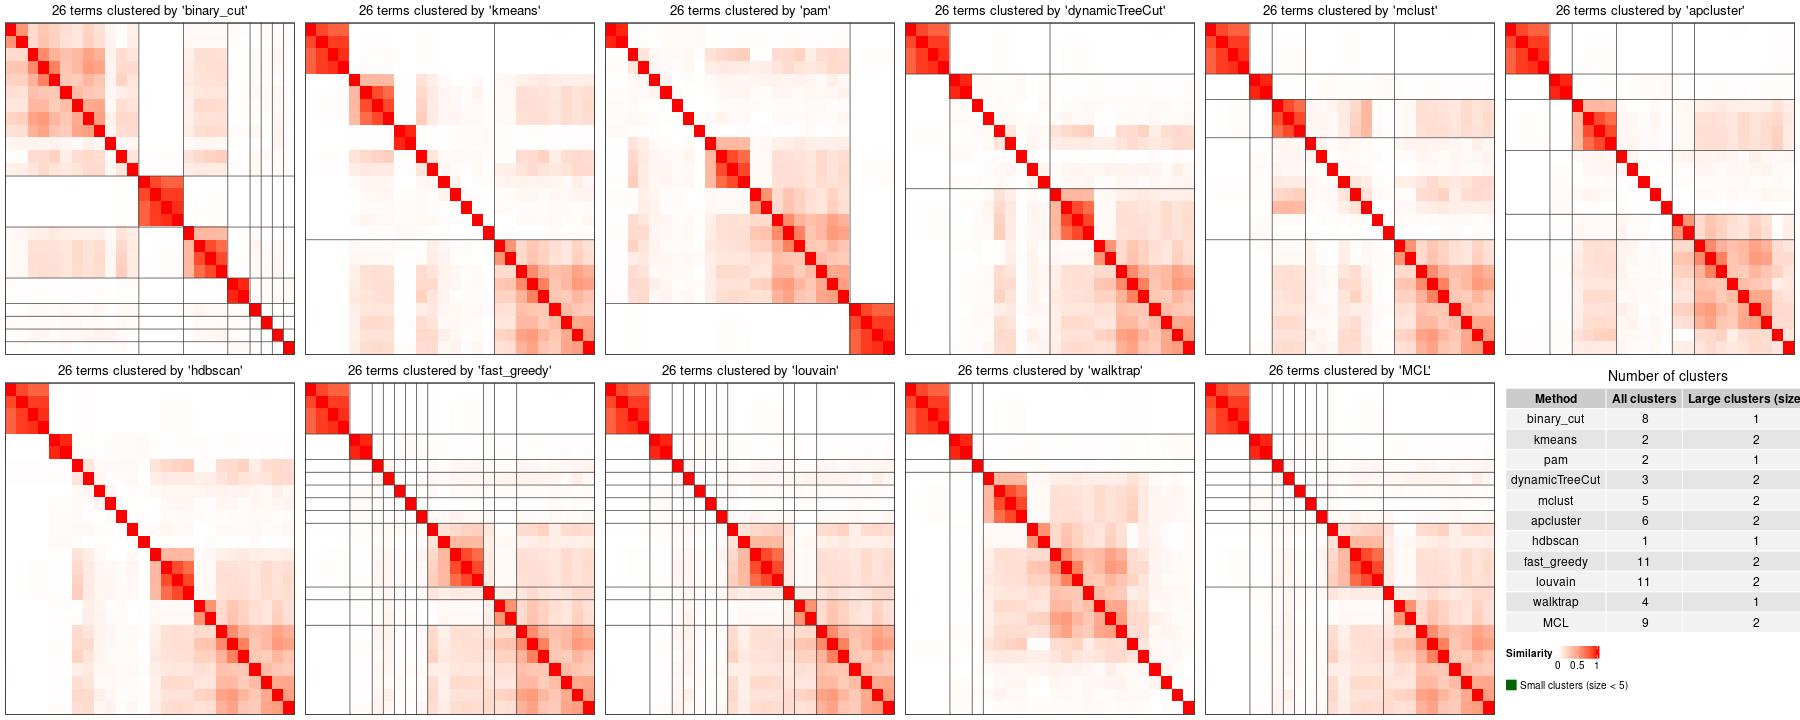 26 terms clustered by 'binary_cut'
26 terms clustered by 'kmeans'
26 terms clustered by 'pam'
26 terms clustered by 'dynamicTreeCut'
26 terms clustered by 'mclust'
26 terms clustered by 'apcluster'
26 terms clustered by 'hdbscan'
26 terms clustered by 'fast_greedy'
26 terms clustered by 'louvain'
26 terms clustered by 'walktrap'
26 terms clustered by 'MCL'
Number of clusters
Method All clusters Large clusters (size
binary_cut 8 1
kmeans 2 2
pam 2 1
dynamicTreeCut 3 2
mclust 5 2
apcluster 6 2
hdbscan 1 1
fast_greedy 11 2
louvain 11 2
walktrap 4 1
MCL 9 2
Similarity
0 0.5 1
Small clusters (size < 5)